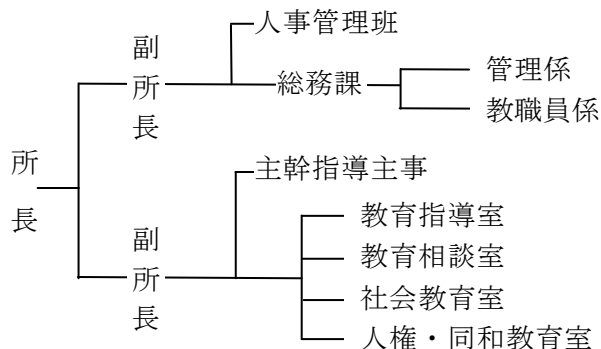 所長
副所長
人事管理班
総務課
管理係
教職員係
副所長
主幹指導主事
教育指導室
教育相談室
社会教育室
人権・同和教育室